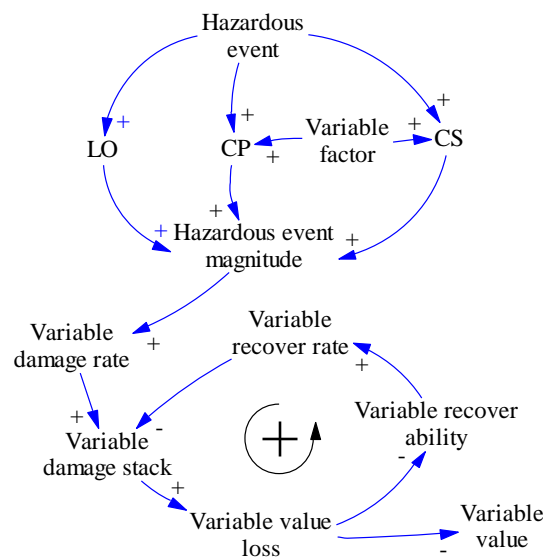 Hazardous
event
+
+
+
LO
CP
+
Variable
factor
+
CS
+
+
+
Hazardous event
magnitude
Variable
damage rate
+
Variable
recover rate
+
+
-
Variable
damage stack
+
+
Variable recover
ability
-
Variable value
loss
Variable
value
-